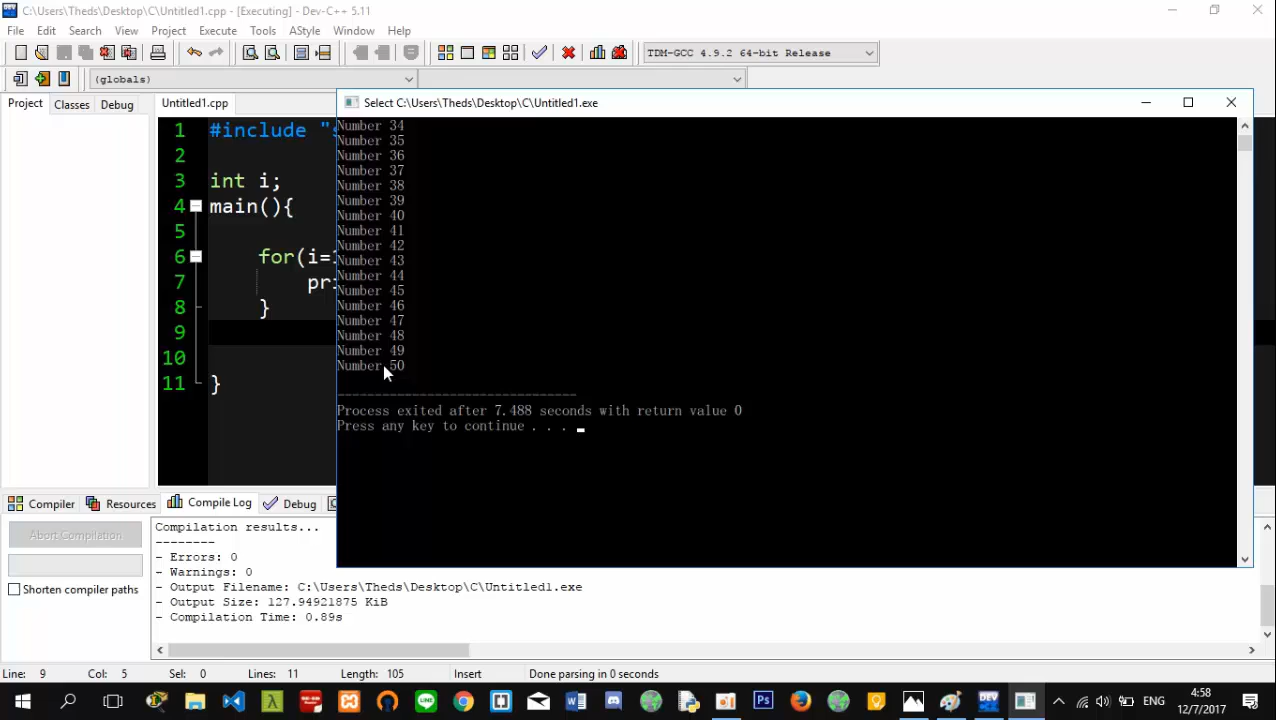 C:\Users\Theds\Desktop\C\Untitled1.cpp - [Executing] - Dev-C++ 5.11
File Edit Search View Project Execute Tools AStyle Window Help
TDM-GCC 4.9.2 64-bit Release
(globals)
Project Classes Debug
Untitled1.cpp
Select C:\Users\Theds\Desktop\C\Untitled1.exe
1 #include "
2
3 int i;
4 main(){
5
6 for(i=
7 pri
8 }
9
10
11 }
Number 34
Number 35
Number 36
Number 37
Number 38
Number 39
Number 40
Number 41
Number 42
Number 43
Number 44
Number 45
Number 46
Number 47
Number 48
Number 49
Number 50
--------------------------------
Process exited after 7.488 seconds with return value 0
Press any key to continue . . .
Compiler Resources Compile Log Debug
Abort Compilation
Shorten compiler paths
Compilation results...
--------
- Errors: 0
- Warnings: 0
- Output Filename: C:\Users\Theds\Desktop\C\Untitled1.exe
- Output Size: 127.94921875 KiB
- Compilation Time: 0.89s
Line: 9 Col: 5 Sel: 0 Lines: 11 Length: 105 Insert Done parsing in 0 seconds
ENG
4:58
12/7/2017